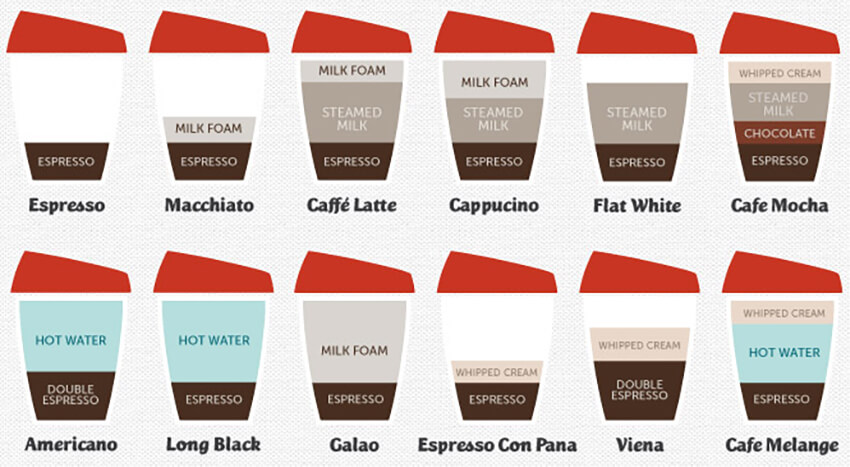 MILK FOAM
ESPRESSO
MILK FOAM
ESPRESSO
STEAMED
MILK
ESPRESSO
MILK FOAM
STEAMED
MILK
ESPRESSO
STEAMED
MILK
ESPRESSO
WHIPPED CREAM
STEAMED
MILK
CHOCOLATE
ESPRESSO
Espresso
Macchiato
Caffé Latte
Cappucino
Flat White
Cafe Mocha
HOT WATER
DOUBLE
ESPRESSO
HOT WATER
ESPRESSO
MILK FOAM
ESPRESSO
WHIPPED CREAM
ESPRESSO
WHIPPED CREAM
DOUBLE
ESPRESSO
WHIPPED CREAM
HOT WATER
ESPRESSO
Americano
Long Black
Galao
Espresso Con Pana
Viena
Cafe Melange